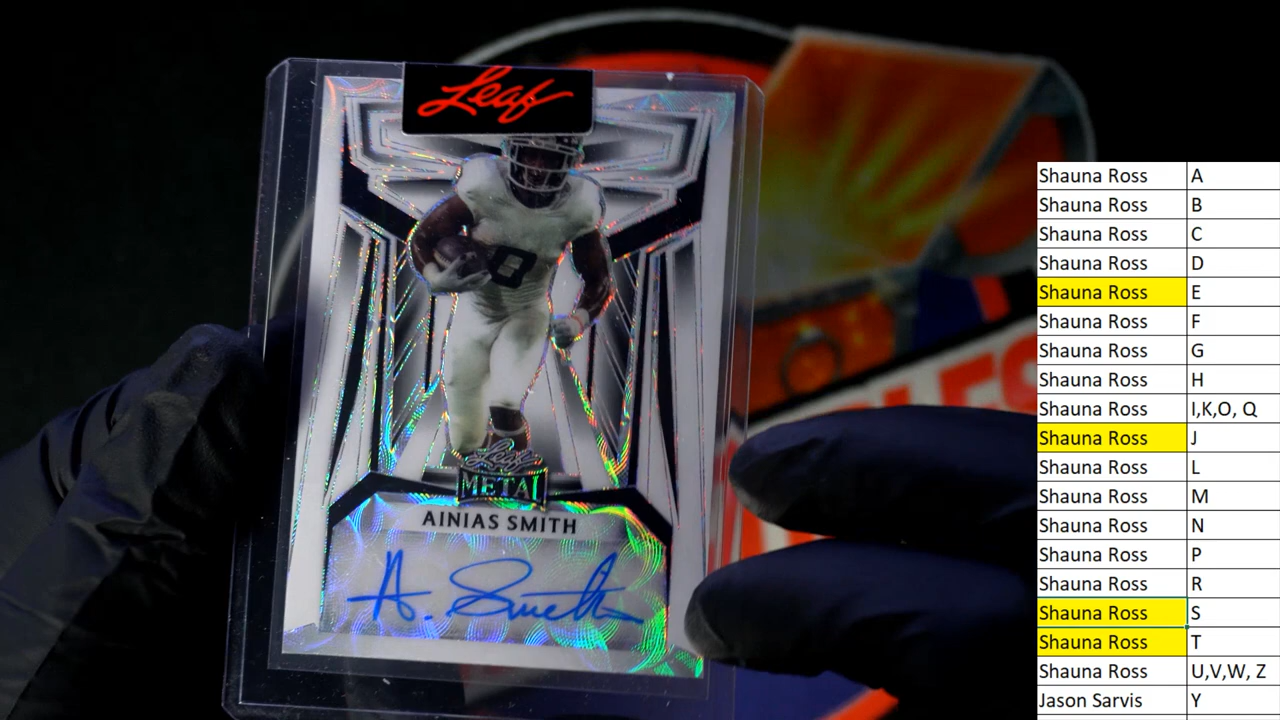 Leaf
0
Leaf
METAL
AINIAS SMITH
A. Smith
Shauna Ross A
Shauna Ross B
Shauna Ross C
Shauna Ross D
Shauna Ross E
Shauna Ross F
Shauna Ross G
Shauna Ross H
Shauna Ross I,K,O, Q
Shauna Ross J
Shauna Ross L
Shauna Ross M
Shauna Ross N
Shauna Ross P
Shauna Ross R
Shauna Ross S
Shauna Ross T
Shauna Ross U,V,W, Z
Jason Sarvis Y